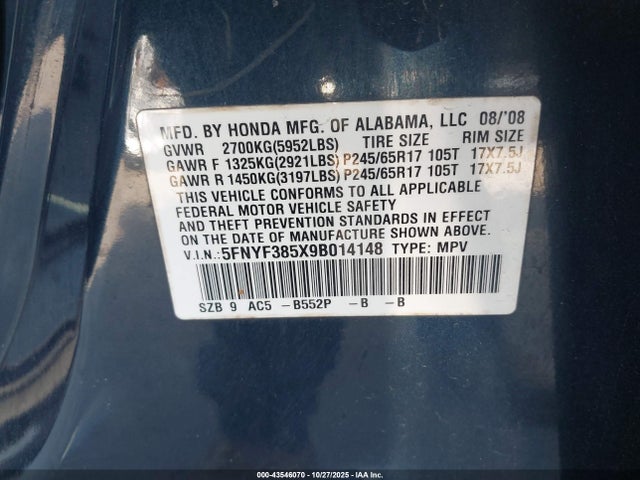 MFD. BY HONDA MFG. OF ALABAMA, LLC 08/'08
GVWR 2700KG(5952LBS) TIRE SIZE RIM SIZE
GAWR F 1325KG(2921LBS) P245/65R17 105T 17X7.5J
GAWR R 1450KG(3197LBS) P245/65R17 105T 17X7.5J
THIS VEHICLE CONFORMS TO ALL APPLICABLE
FEDERAL MOTOR VEHICLE SAFETY
AND THEFT PREVENTION STANDARDS IN EFFECT
ON THE DATE OF MANUFACTURE SHOWN ABOVE.
V.I.N.: 5FNYF385X9B014148 TYPE: MPV
SZB 9 AC5 -B552P -B -B
000-43546070 | 10/27/2025 | IAA Inc.